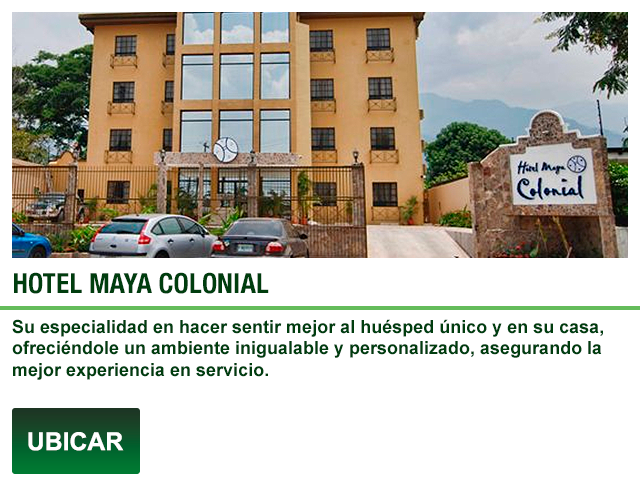 Hotel Maya
Colonial
HOTEL MAYA COLONIAL
Su especialidad en hacer sentir mejor al huésped único y en su casa,
ofreciéndole un ambiente inigualable y personalizado, asegurando la
mejor experiencia en servicio.
UBICAR